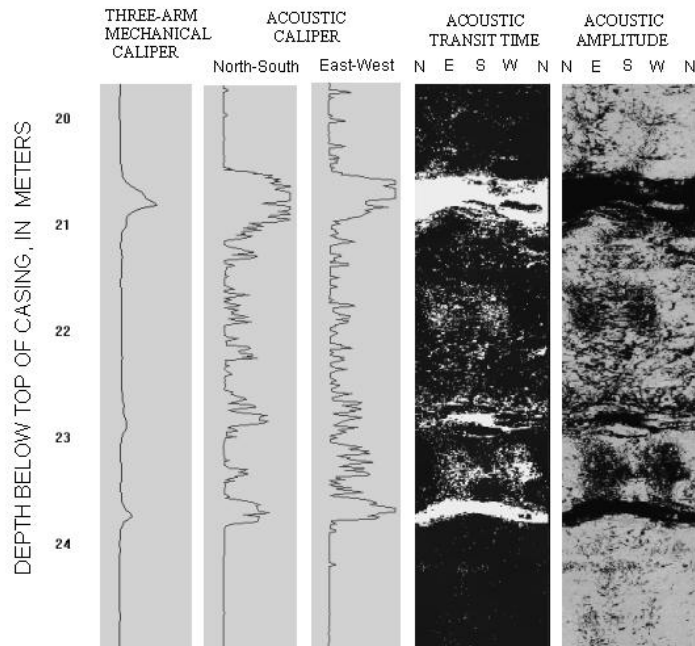 THREE-ARM
MECHANICAL
CALIPER
ACOUSTIC
CALIPER
North-South
East-West
ACOUSTIC
TRANSIT TIME
N E S W N
ACOUSTIC
AMPLITUDE
N E S W N
DEPTH BELOW TOP OF CASING, IN METERS
20
21
22
23
24